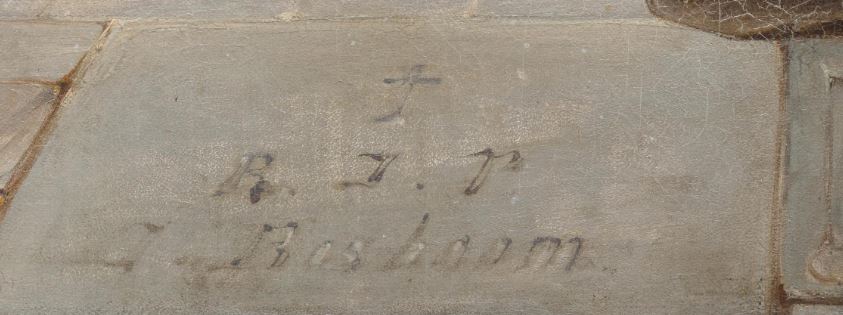 †
R. I. P
J. Bosboom